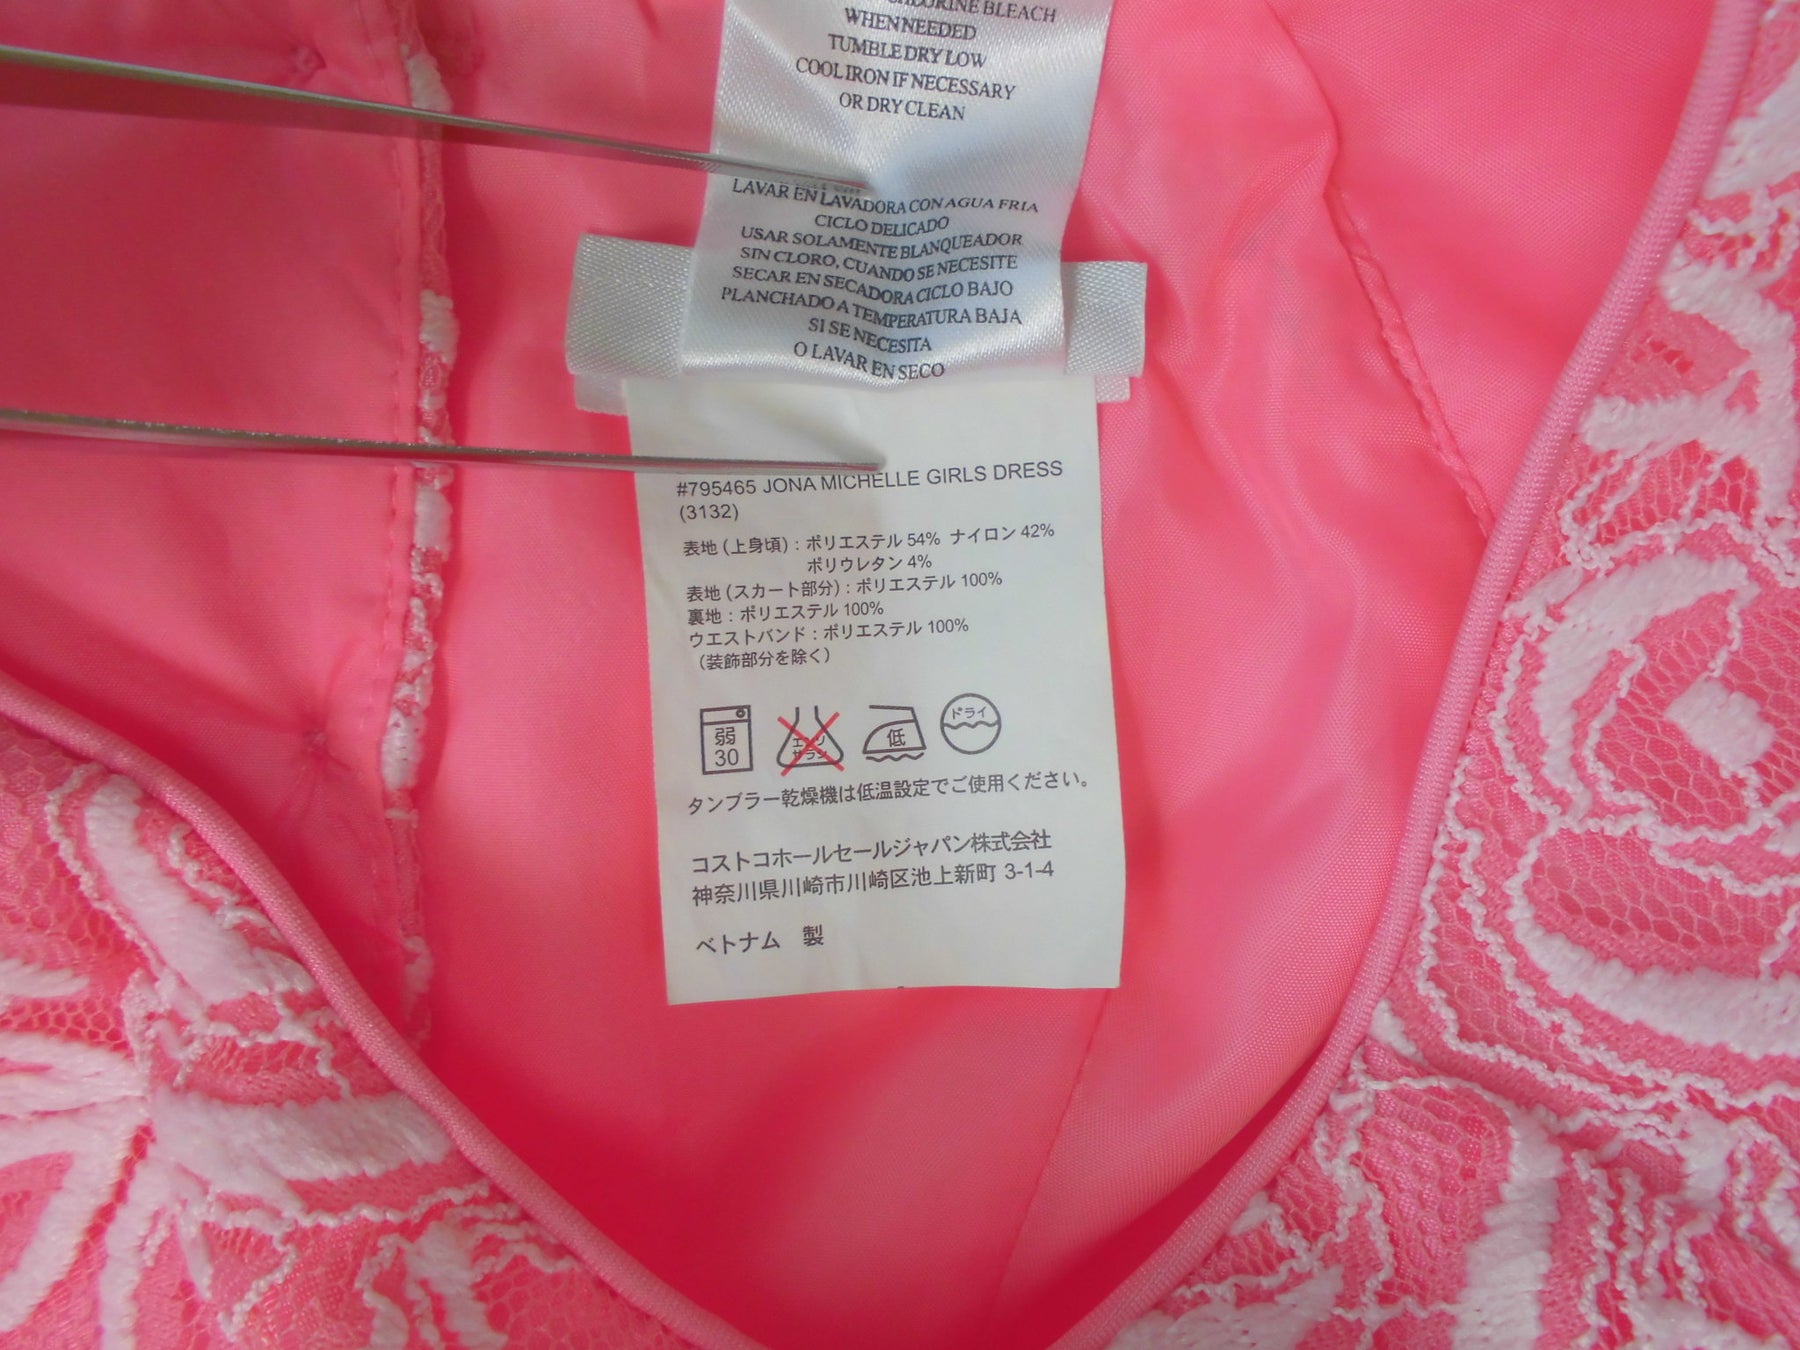 CHLORINE BLEACH
WHEN NEEDED
TUMBLE DRY LOW
COOL IRON IF NECESSARY
OR DRY CLEAN
LAVAR EN LAVADORA CON AGUA FRIA
CICLO DELICADO
USAR SOLAMENTE BLANQUEADOR
SIN CLORO, CUANDO SE NECESITE
SECAR EN SECADORA CICLO BAJO
PLANCHADO A TEMPERATURA BAJA
SI SE NECESITA
O LAVAR EN SECO
#795465 JONA MICHELLE GIRLS DRESS
(3132)
表地 (上身頃) : ポリエステル 54% ナイロン 42%
ポリウレタン 4%
表地 (スカート部分) : ポリエステル 100%
裏地 : ポリエステル 100%
ウエストバンド : ポリエステル 100%
(装飾部分を除く)
弱 30 エンソ サラシ 低 ドライ
タンブラー乾燥機は低温設定でご使用ください。
コストコホールセールジャパン株式会社
神奈川県川崎市川崎区池上新町 3-1-4
ベトナム 製